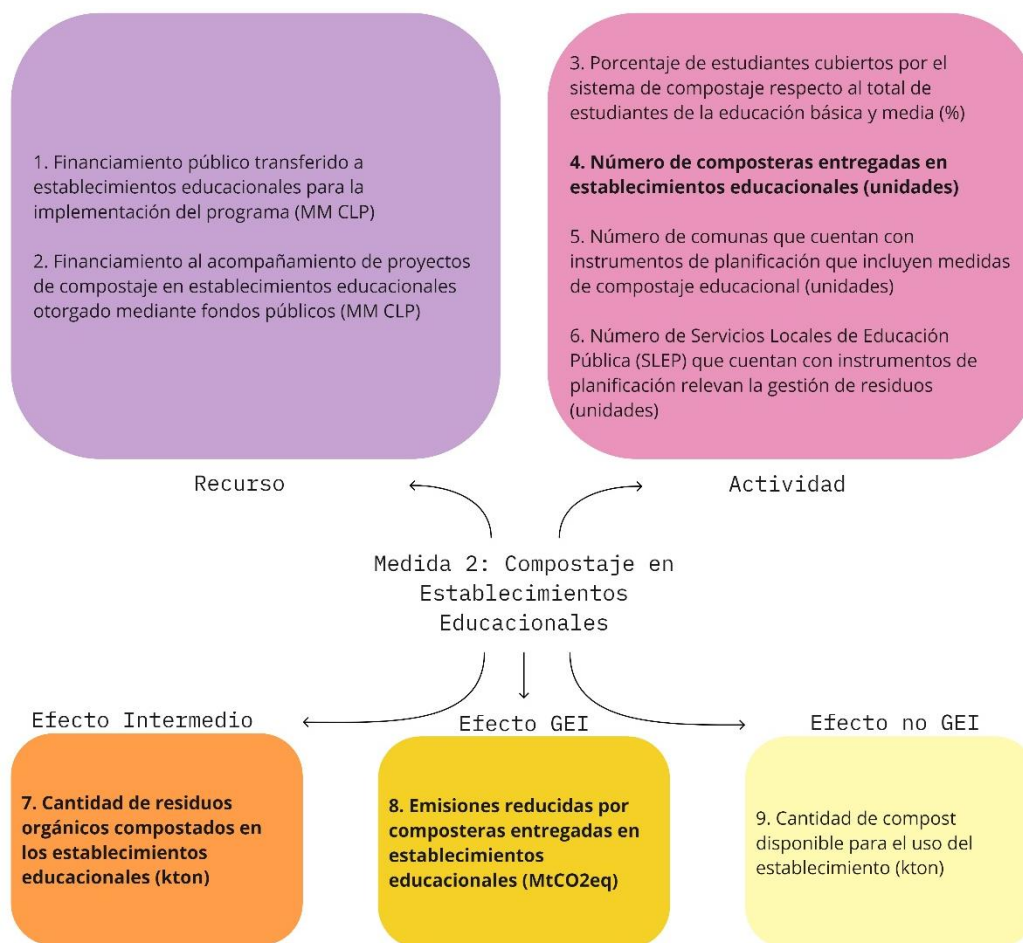 1. Financiamiento público transferido a
establecimientos educacionales para la
implementación del programa (MM CLP)
2. Financiamiento al acompañamiento de proyectos
de compostaje en establecimientos educacionales
otorgado mediante fondos públicos (MM CLP)
3. Porcentaje de estudiantes cubiertos por el
sistema de compostaje respecto al total de
estudiantes de la educación básica y media (%)
4. Número de composteras entregadas en
establecimientos educacionales (unidades)
5. Número de comunas que cuentan con
instrumentos de planificación que incluyen medidas
de compostaje educacional (unidades)
6. Número de Servicios Locales de Educación
Pública (SLEP) que cuentan con instrumentos de
planificación relevan la gestión de residuos
(unidades)
Recurso
Actividad
Medida 2: Compostaje en
Establecimientos
Educacionales
Efecto Intermedio
Efecto GEI
Efecto no GEI
7. Cantidad de residuos
orgánicos compostados en
los establecimientos
educacionales (kton)
8. Emisiones reducidas por
composteras entregadas en
establecimientos
educacionales (MtCO2eq)
9. Cantidad de compost
disponible para el uso del
establecimiento (kton)